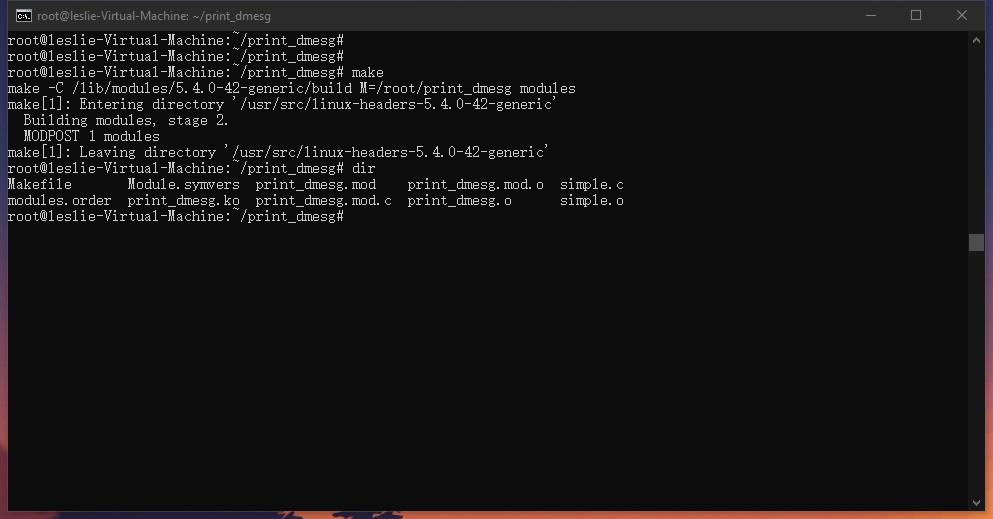 root@leslie-Virtual-Machine: ~/print_dmesg
root@leslie-Virtual-Machine:~/print_dmesg#
root@leslie-Virtual-Machine:~/print_dmesg#
root@leslie-Virtual-Machine:~/print_dmesg# make
make -C /lib/modules/5.4.0-42-generic/build M=/root/print_dmesg modules
make[1]: Entering directory '/usr/src/linux-headers-5.4.0-42-generic'
  Building modules, stage 2.
  MODPOST 1 modules
make[1]: Leaving directory '/usr/src/linux-headers-5.4.0-42-generic'
root@leslie-Virtual-Machine:~/print_dmesg# dir
Makefile       Module.symvers  print_dmesg.mod    print_dmesg.mod.o  simple.c
modules.order  print_dmesg.ko  print_dmesg.mod.c  print_dmesg.o      simple.o
root@leslie-Virtual-Machine:~/print_dmesg#